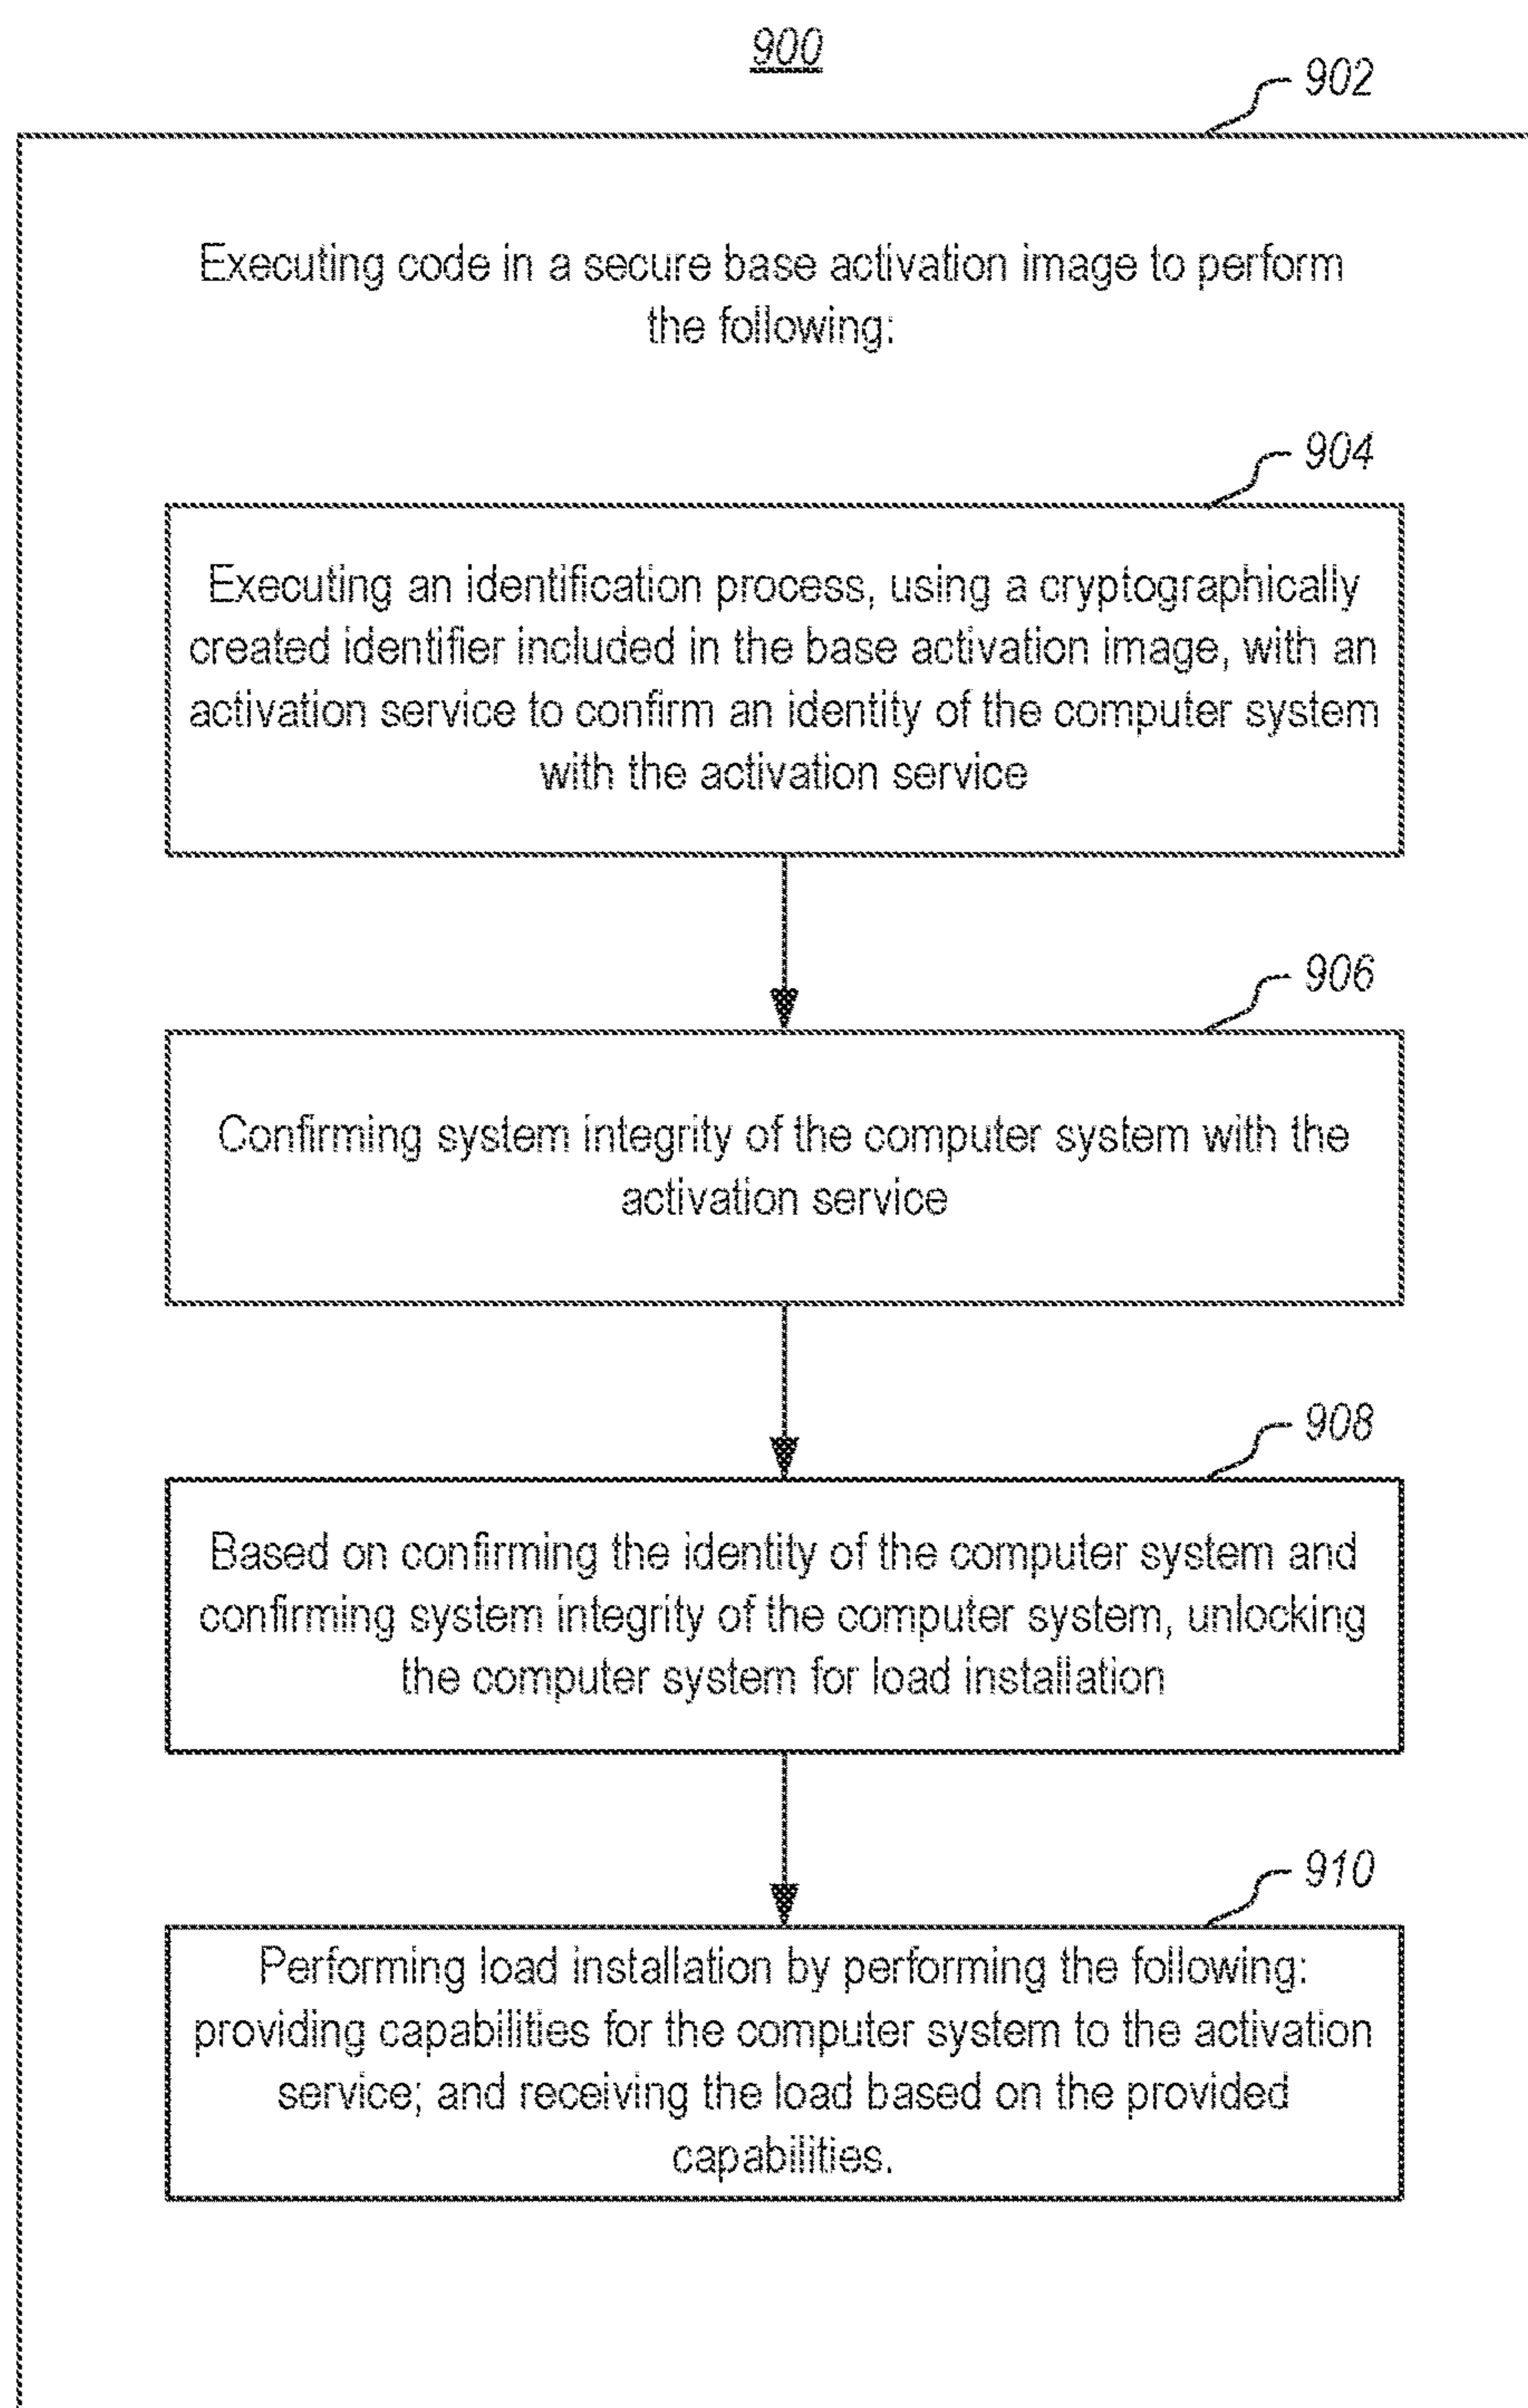 900
902
Executing code in a secure base activation image to perform
the following:
904
Executing an identification process, using a cryptographically
created identifier included in the base activation image, with an
activation service to confirm an identity of the computer system
with the activation service
906
Confirming system integrity of the computer system with the
activation service
908
Based on confirming the identity of the computer system and
confirming system integrity of the computer system, unlocking
the computer system for load installation
910
Performing load installation by performing the following:
providing capabilities for the computer system to the activation
service; and receiving the load based on the provided
capabilities.